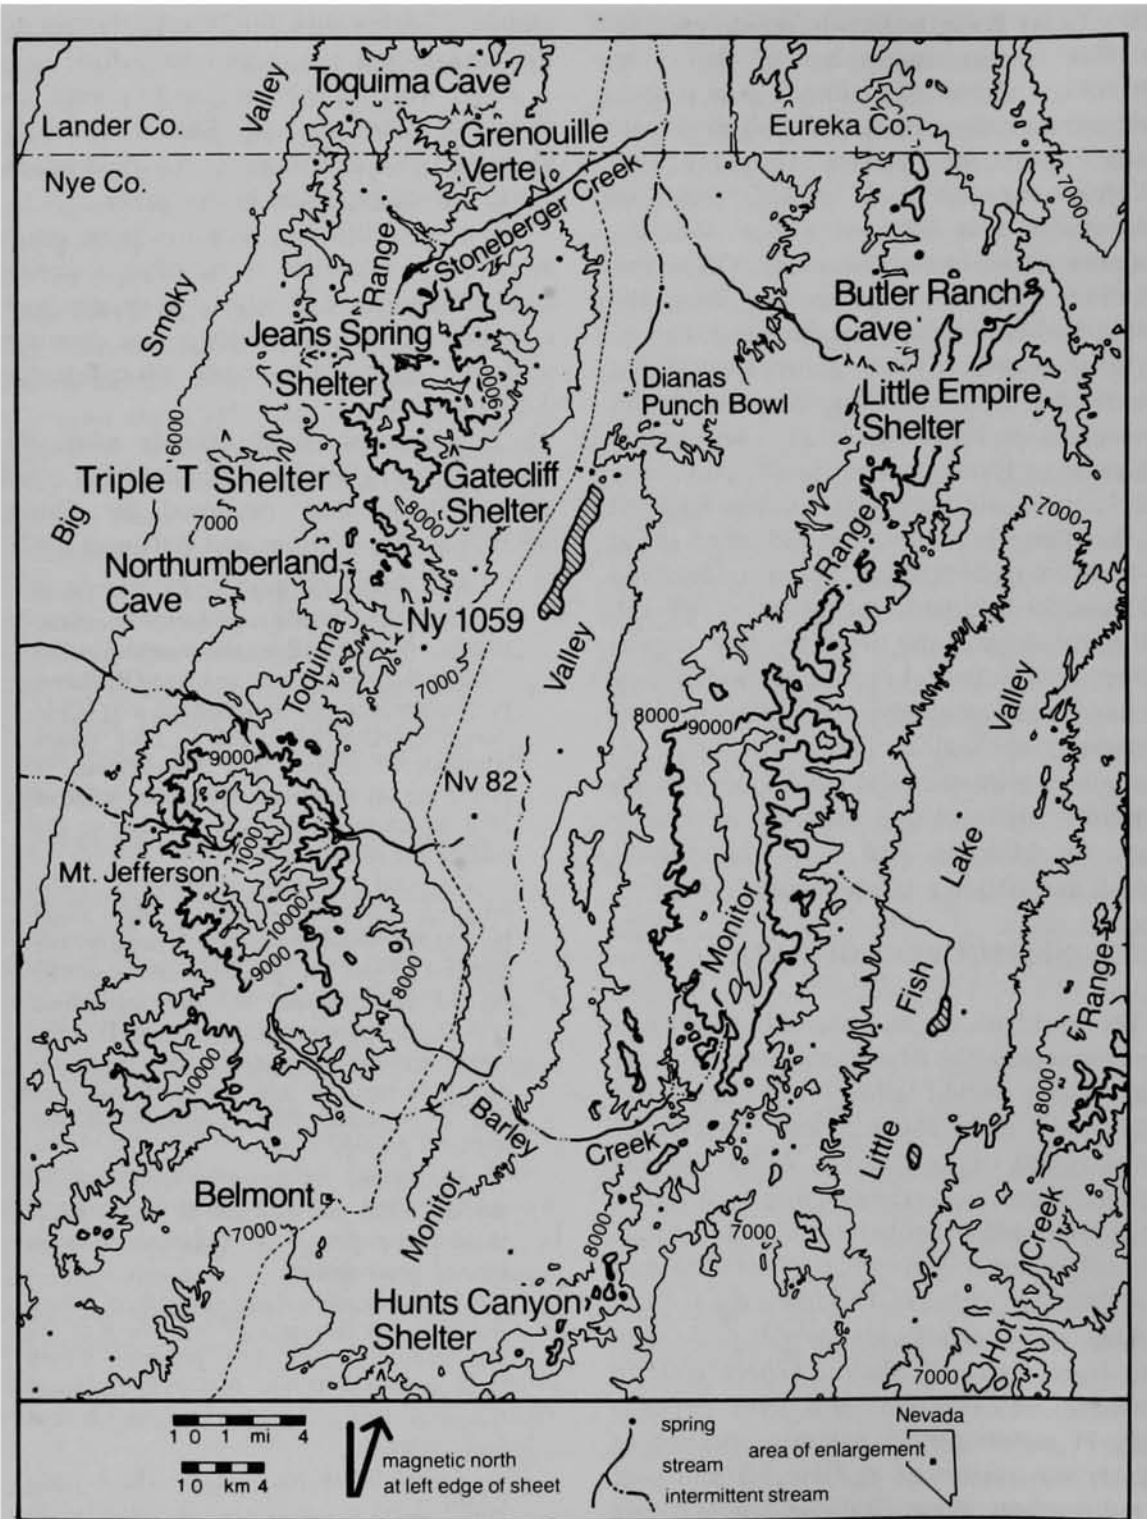 Toquima Cave
Valley
Lander Co.
Grenouille
Verte
Eureka Co.
Nye Co.
7000
Stoneberger Creek
Range
Butler Ranch
Cave
Smoky
Jeans Spring
Shelter
9000
Dianas
Punch Bowl
Little Empire
Shelter
6000
Triple T Shelter
Gatecliff
Shelter
Big
7000
8000
7000
Range
Northumberland
Cave
Ny 1059
Toquima
Valley
7000
Valley
8000
9000
9000
Nv 82
1000
Lake
Mt. Jefferson
Monitor
10000
9000
8000
Fish
Range
10000
8000
Barley
Creek
Little
Belmont
7000
Monitor
8000
7000
Creek
Hunts Canyon
Shelter
Hot
7000
1 0 1 mi 4
10 km 4
magnetic north
at left edge of sheet
spring
stream
intermittent stream
Nevada
area of enlargement